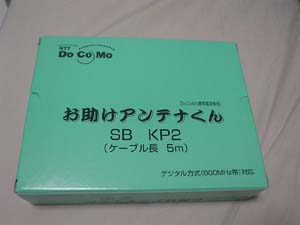 NTT
DoCoMo
お助けアンテナくん
SB KP2
(ケーブル長 5m)
デジタル方式(800MHz帯)対応